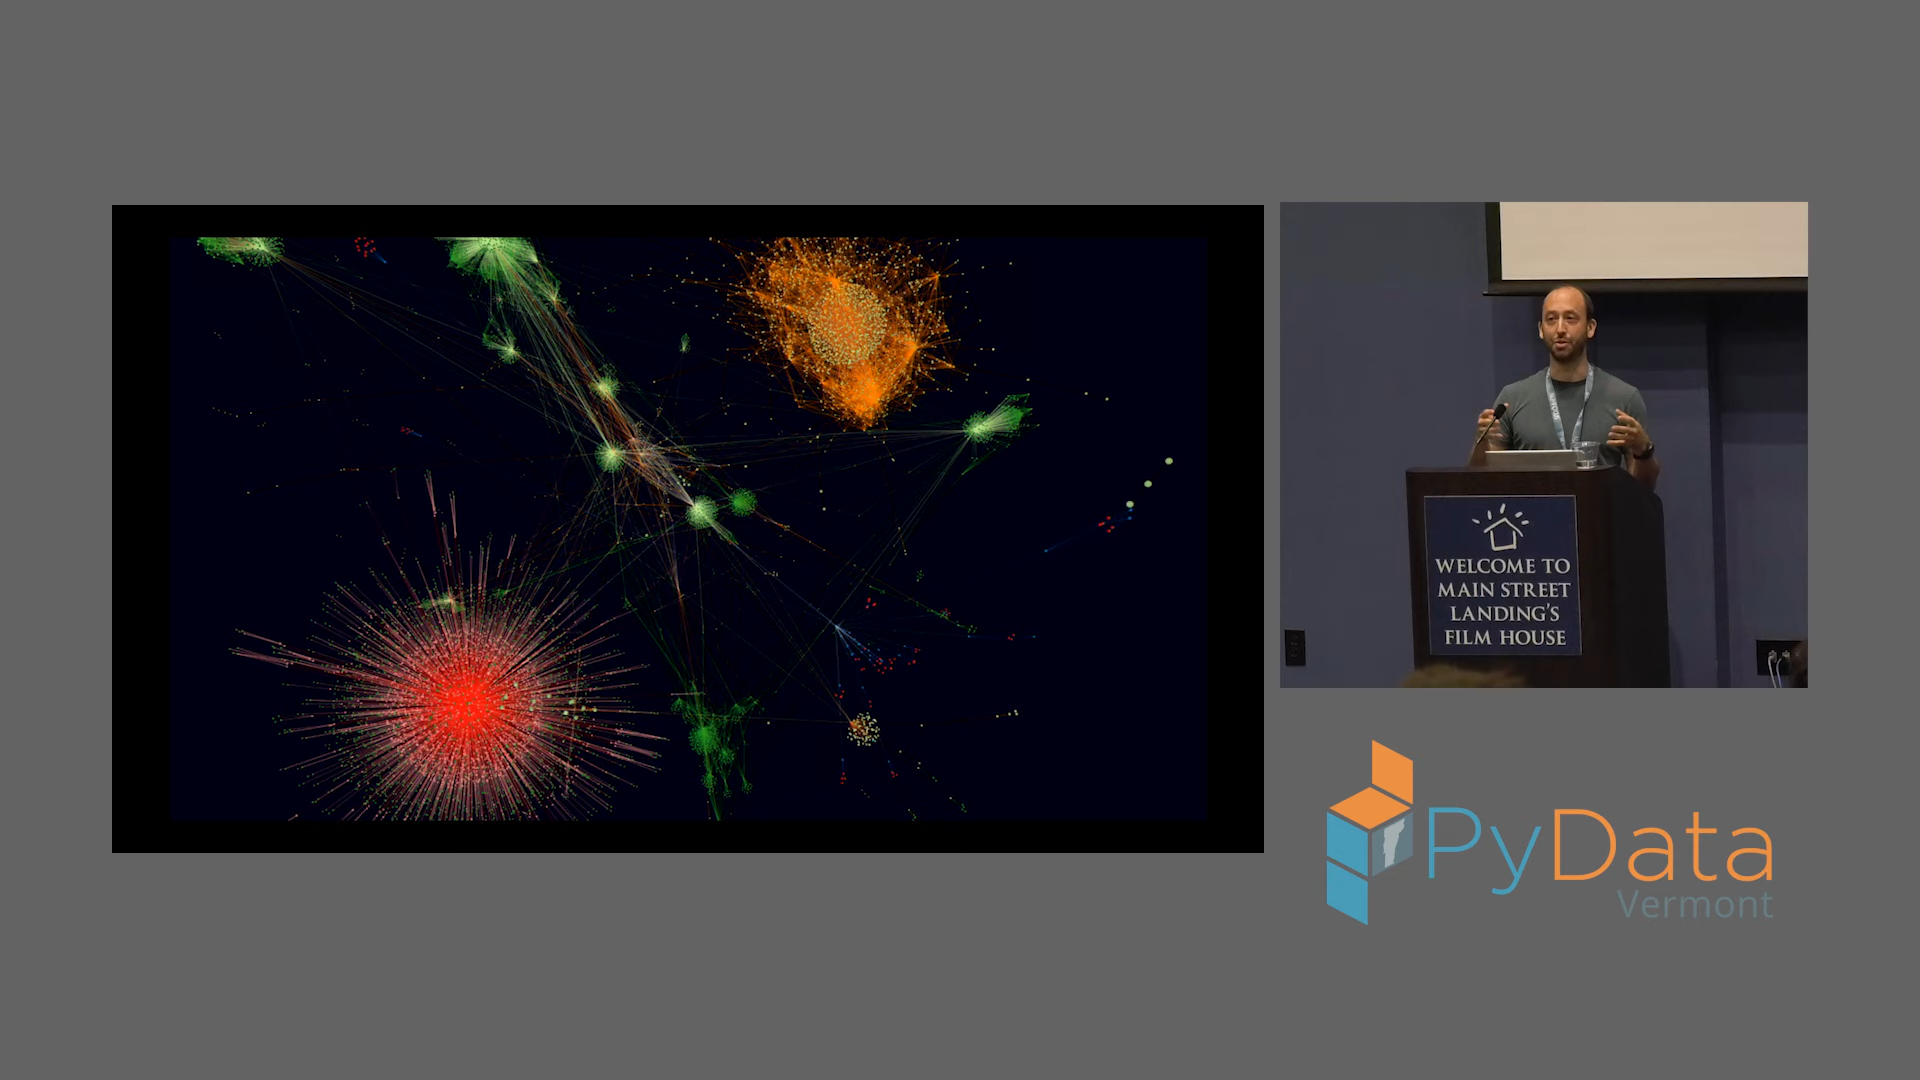 WELCOME TO
MAIN STREET
LANDING'S
FILM HOUSE
PyData
Vermont